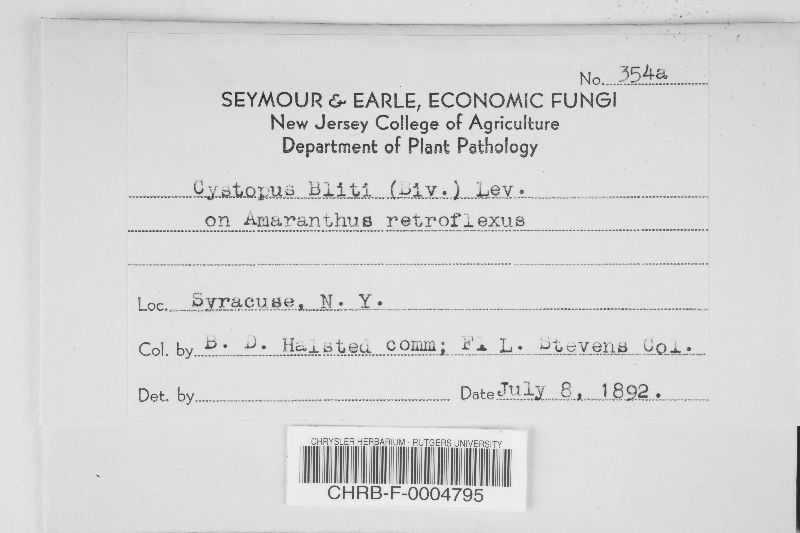 No. 354a
SEYMOUR & EARLE, ECONOMIC FUNGI
New Jersey College of Agriculture
Department of Plant Pathology
Cystopus Bliti (Biv.) Lev.
on Amaranthus retroflexus
Loc. Syracuse, N. Y.
Col. by B. D. Halsted comm; Fl L. Stevens Col.
Det. by
Date July 8, 1892.
CHRYSLER HERBARIUM - RUTGERS UNIVERSITY
CHRB-F-0004795